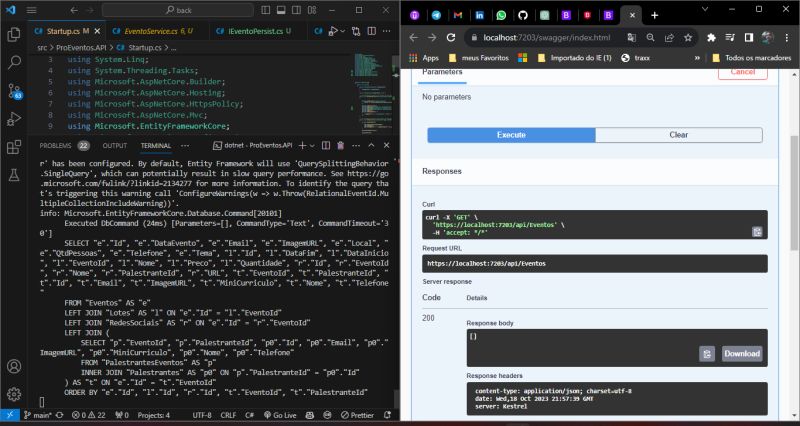 back
Startup.cs M
EventoService.cs
IEventoPersist.cs
src > ProEventos.API > Startup.cs > ...
3 using System.Linq;
4 using System.Threading.Tasks;
5 using Microsoft.AspNetCore.Builder;
6 using Microsoft.AspNetCore.Hosting;
7 using Microsoft.AspNetCore.HttpsPolicy;
8 using Microsoft.AspNetCore.Mvc;
9 using Microsoft.EntityFrameworkCore;
63
PROBLEMS 22 ... TERMINAL ... dotnet - ProEventos.API
r' has been configured. By default, Entity Framework will use 'QuerySplittingBehavior
.SingleQuery', which can potentially result in slow query performance. See https://go
.microsoft.com/fwlink/?linkid=2134277 for more information. To identify the query tha
t's triggering this warning call 'ConfigureWarnings(w => w.Throw(RelationalEventId.Mu
ltipleCollectionIncludeWarning))'.
info: Microsoft.EntityFrameworkCore.Database.Command[20101]
Executed DbCommand (24ms) [Parameters=[], CommandType='Text', CommandTimeout='3
0']
SELECT "e"."Id", "e"."DataEvento", "e"."Email", "e"."ImagemURL", "e"."Local", "
e"."QtdPessoas", "e"."Telefone", "e"."Tema", "l"."Id", "l"."DataFim", "l"."DataInicio
", "l"."EventoId", "l"."Nome", "l"."Preco", "l"."Quantidade", "r"."Id", "r"."EventoId
", "r"."Nome", "r"."PalestranteId", "r"."URL", "t"."EventoId", "t"."PalestranteId", "
t"."Id", "t"."Email", "t"."ImagemURL", "t"."MiniCurriculo", "t"."Nome", "t"."Telefone
"
FROM "Eventos" AS "e"
LEFT JOIN "Lotes" AS "l" ON "e"."Id" = "l"."EventoId"
LEFT JOIN "RedesSociais" AS "r" ON "e"."Id" = "r"."EventoId"
LEFT JOIN (
SELECT "p"."EventoId", "p"."PalestranteId", "p0"."Id", "p0"."Email", "p0"."
ImagemURL", "p0"."MiniCurriculo", "p0"."Nome", "p0"."Telefone"
FROM "PalestrantesEventos" AS "p"
INNER JOIN "Palestrantes" AS "p0" ON "p"."PalestranteId" = "p0"."Id"
) AS "t" ON "e"."Id" = "t"."EventoId"
ORDER BY "e"."Id", "l"."Id", "r"."Id", "t"."EventoId", "t"."PalestranteId"
main* 0 22 0 Projects: 4 UTF-8 CRLF C# Go Live Prettier
localhost:7203/swagger/index.html
Apps meus Favoritos Importado do IE (1) traxx Todos os marcadores
Parameters
Cancel
No parameters
Execute
Clear
Responses
Curl
curl -X 'GET' \
'https://localhost:7203/api/Eventos' \
-H 'accept: */*'
Request URL
https://localhost:7203/api/Eventos
Server response
Code Details
200
Response body
[]
Download
Response headers
content-type: application/json; charset=utf-8
date: Wed,18 Oct 2023 21:57:39 GMT
server: Kestrel